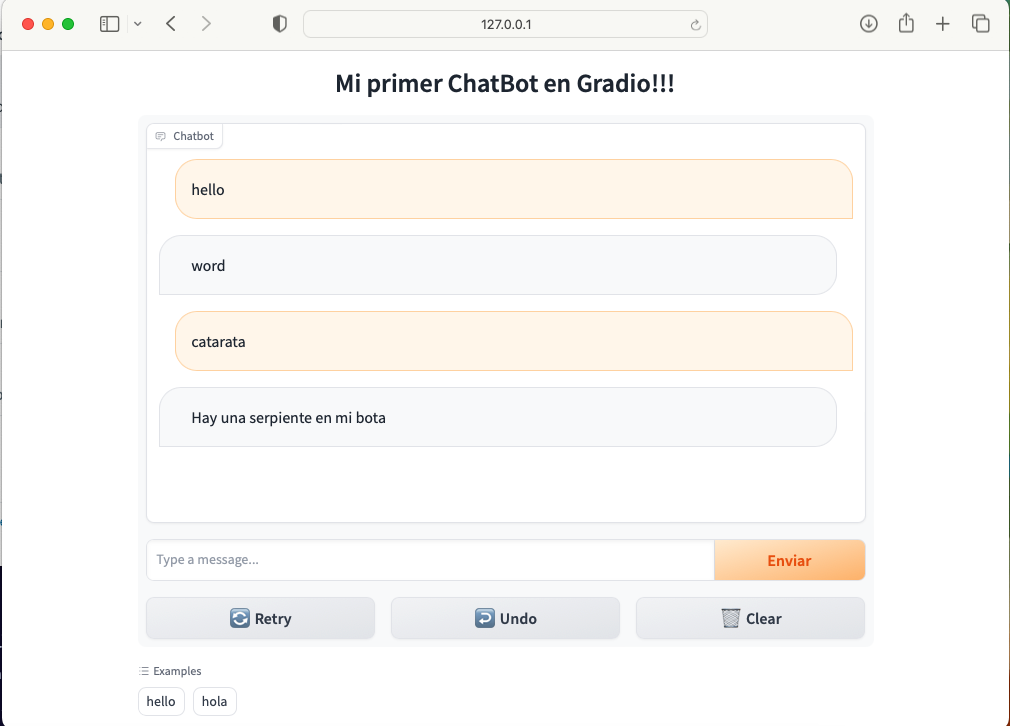 127.0.0.1
Mi primer ChatBot en Gradio!!!
Chatbot
hello
word
catarata
Hay una serpiente en mi bota
Type a message...
Enviar
Retry
Undo
Clear
Examples
hello
hola